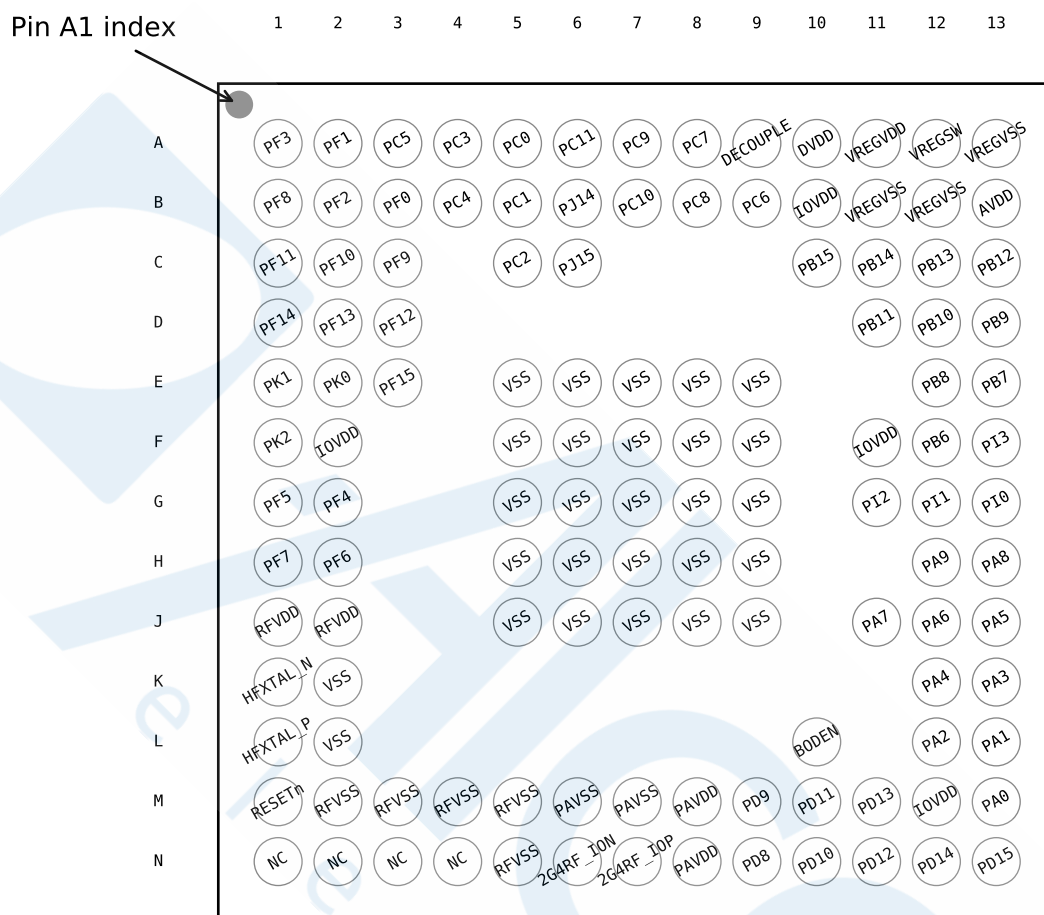 Pin A1 index
1 2 3 4 5 6 7 8 9 10 11 12 13
A PF3 PF1 PC5 PC3 PC0 PC11 PC9 PC7 DECOUPLE DVDD VREGVDD VREGSW VREGVSS
B PF8 PF2 PF0 PC4 PC1 PJ14 PC10 PC8 PC6 IOVDD VREGVSS VREGVSS AVDD
C PF11 PF10 PF9 PC2 PJ15 PB15 PB14 PB13 PB12
D PF14 PF13 PF12 PB11 PB10 PB9
E PK1 PK0 PF15 VSS VSS VSS VSS VSS PB8 PB7
F PK2 IOVDD VSS VSS VSS VSS VSS IOVDD PB6 PI3
G PF5 PF4 VSS VSS VSS VSS VSS PI2 PI1 PI0
H PF7 PF6 VSS VSS VSS VSS VSS PA9 PA8
J RFVDD RFVDD VSS VSS VSS VSS VSS PA7 PA6 PA5
K HFXTAL_N VSS PA4 PA3
L HFXTAL_P VSS BODEN PA2 PA1
M RESETn RFVSS RFVSS RFVSS RFVSS PAVSS PAVSS PAVDD PD9 PD11 PD13 IOVDD PA0
N NC NC NC NC RFVSS 2G4RF_ION 2G4RF_IOP PAVDD PD8 PD10 PD12 PD14 PD15